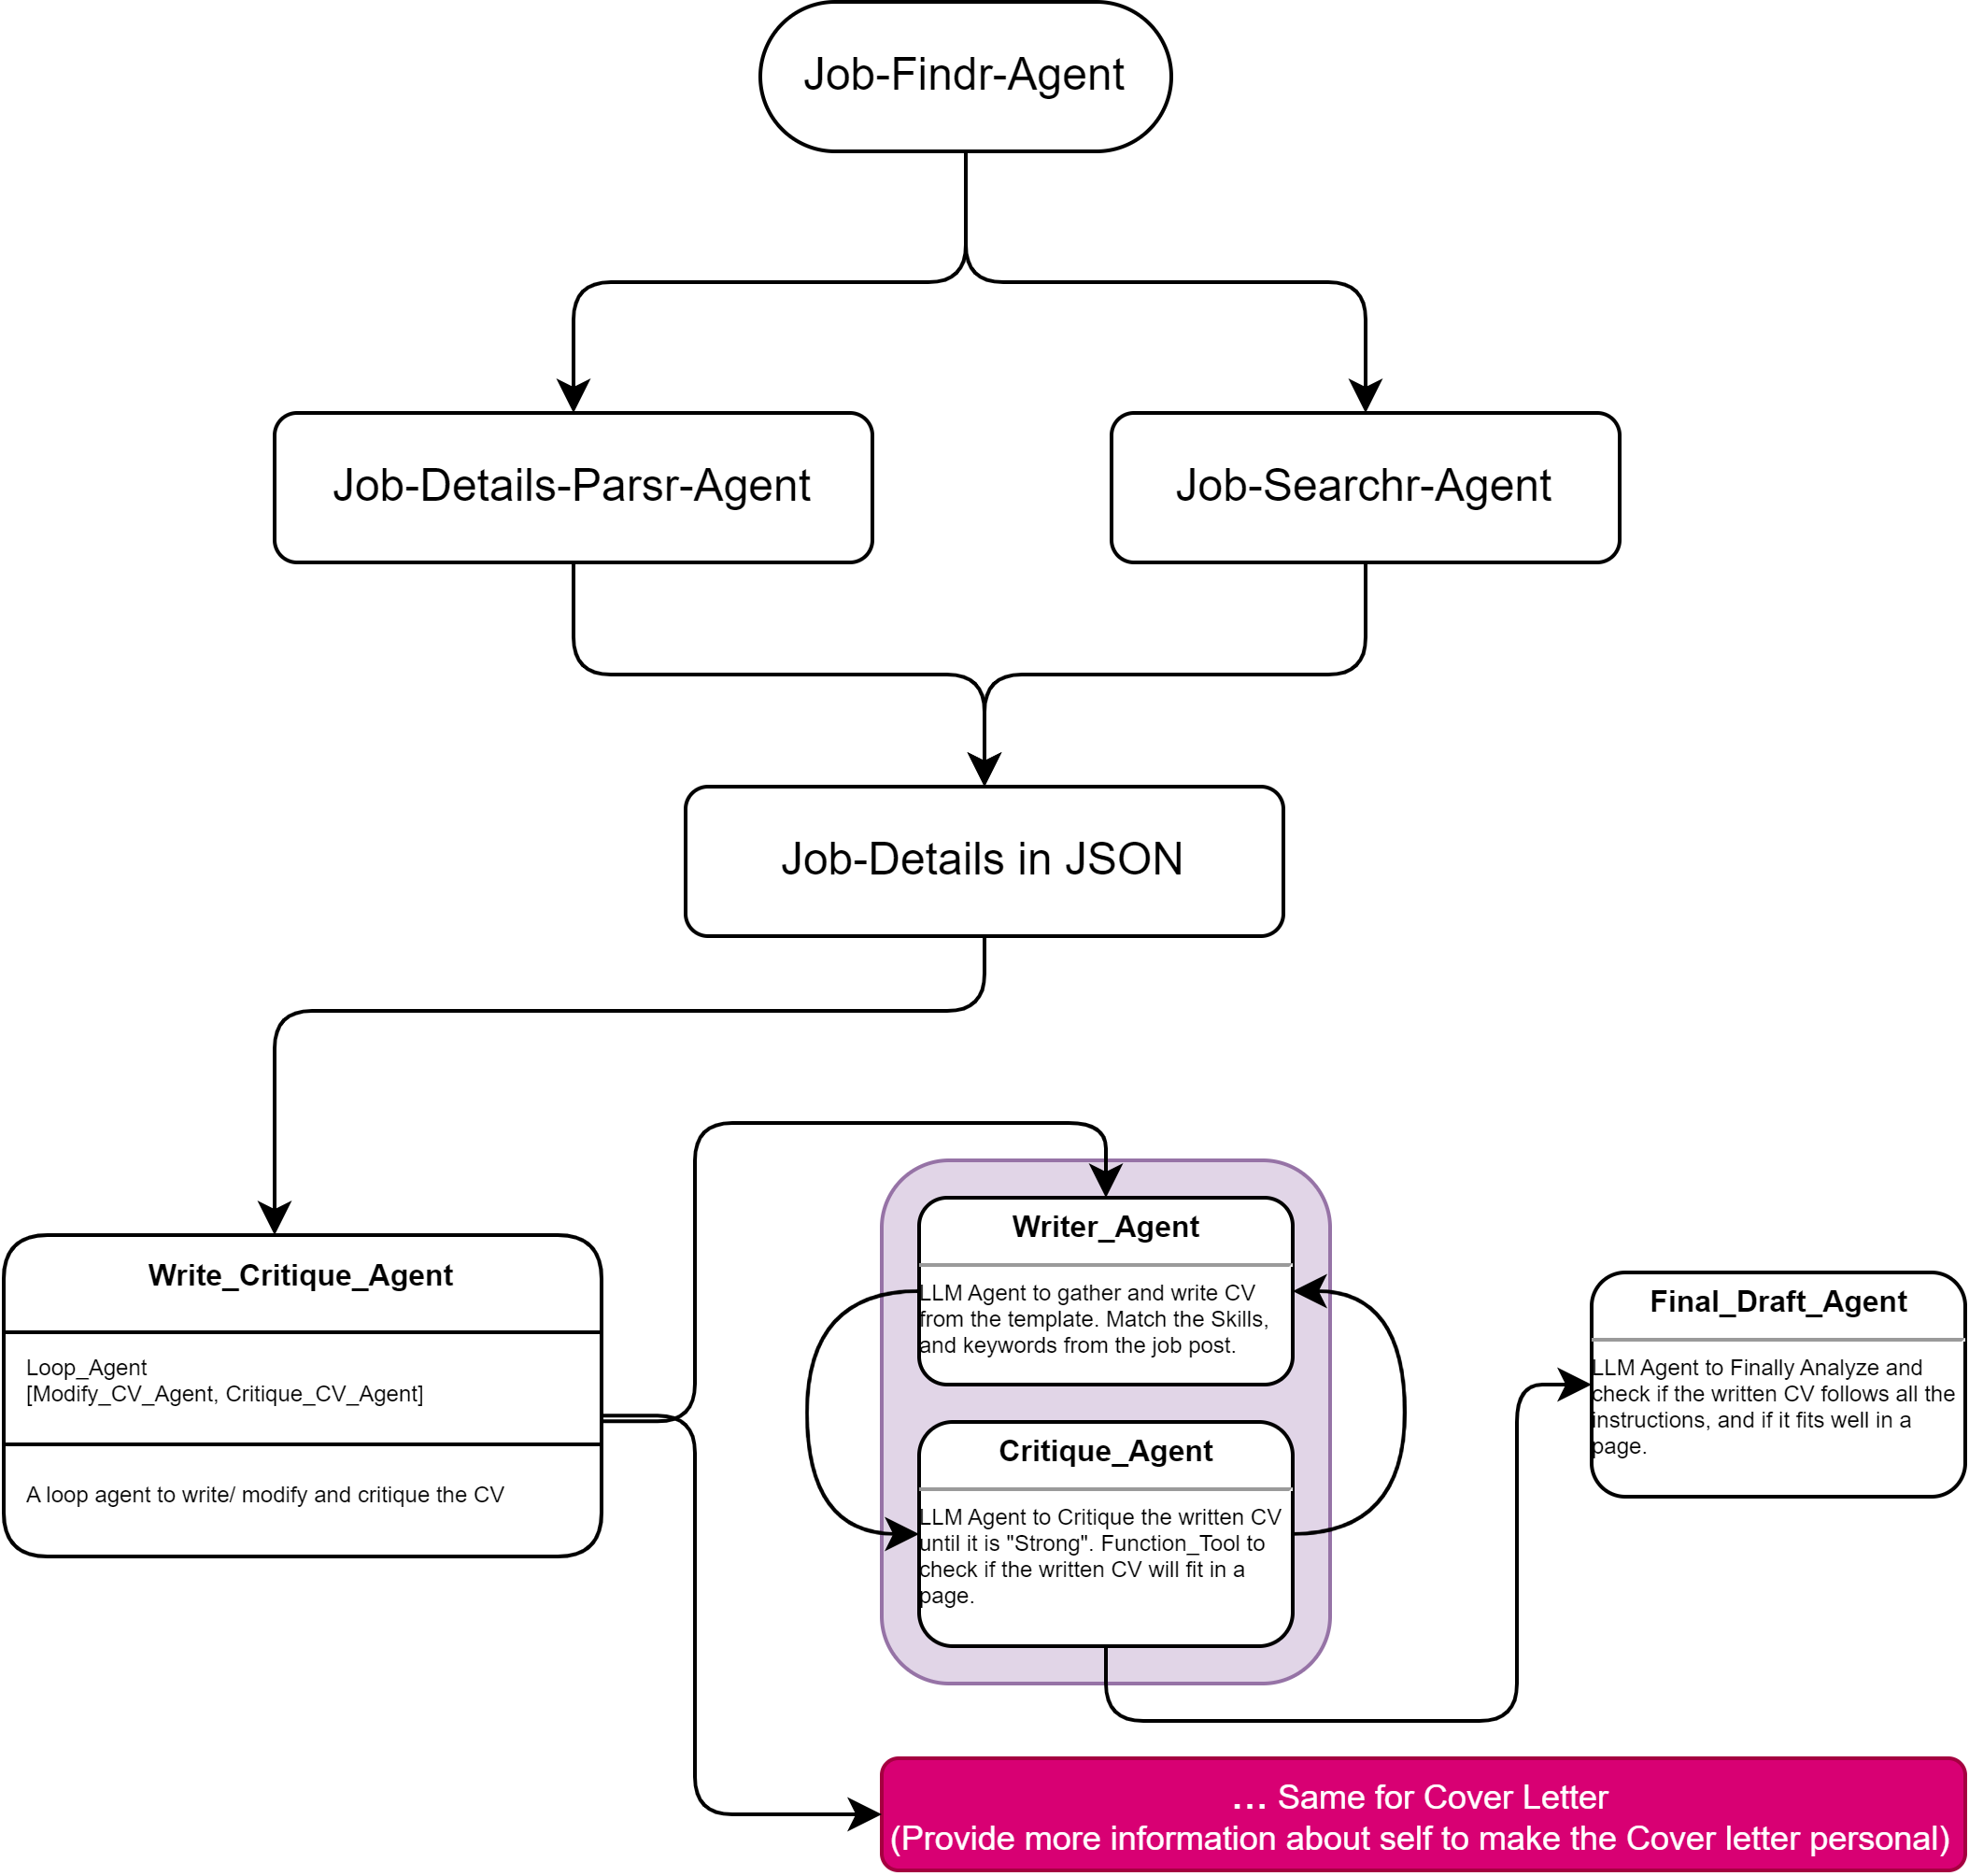 Job-Findr-Agent
Job-Details-Parsr-Agent
Job-Searchr-Agent
Job-Details in JSON
Write_Critique_Agent
Loop_Agent
[Modify_CV_Agent, Critique_CV_Agent]
A loop agent to write/ modify and critique the CV
Writer_Agent
LLM Agent to gather and write CV
from the template. Match the Skills,
and keywords from the job post.
Critique_Agent
LLM Agent to Critique the written CV
until it is "Strong". Function_Tool to
check if the written CV will fit in a
page.
Final_Draft_Agent
LLM Agent to Finally Analyze and
check if the written CV follows all the
instructions, and if it fits well in a
page.
... Same for Cover Letter
(Provide more information about self to make the Cover letter personal)